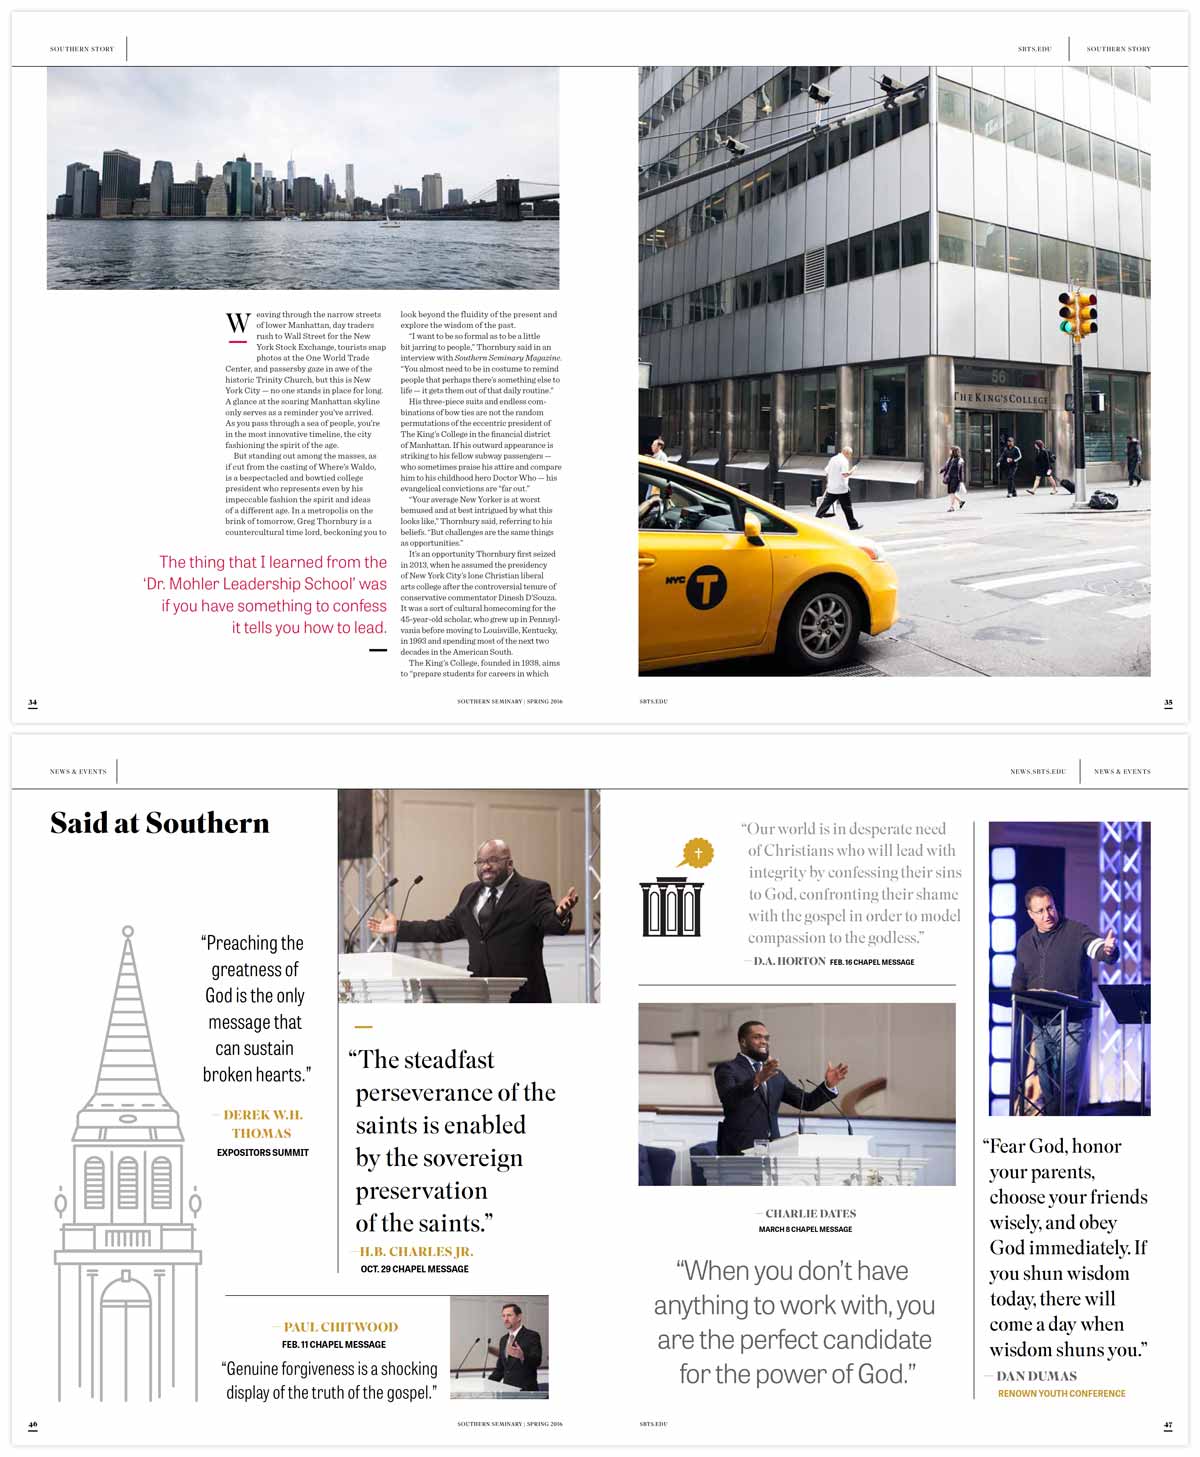 SOUTHERN STORY
SBTS.EDU
SOUTHERN STORY
Weaving through the narrow streets
of lower Manhattan, day traders
rush to Wall Street for the New
York Stock Exchange, tourists snap
photos at the One World Trade
Center, and passersby gaze in awe of the
historic Trinity Church, but this is New
York City — no one stands in place for long.
A glance at the soaring Manhattan skyline
only serves as a reminder you've arrived.
As you pass through a sea of people, you're
in the most innovative timeline, the city
fashioning the spirit of the age.
But standing out among the masses, as
if cut from the casting of Where's Waldo,
is a bespectacled and bowtied college
president who represents even by his
impeccable fashion the spirit and ideas
of a different age. In a metropolis on the
brink of tomorrow, Greg Thornbury is a
countercultural time lord, beckoning you to
The thing that I learned from the
‘Dr. Mohler Leadership School’ was
if you have something to confess
it tells you how to lead.
look beyond the fluidity of the present and
explore the wisdom of the past.
“I want to be so formal as to be a little
bit jarring to people,” Thornbury said in an
interview with Southern Seminary Magazine.
“You almost need to be in costume to remind
people that perhaps there's something else to
life — it gets them out of that daily routine.”
His three-piece suits and endless com-
binations of bow ties are not the random
permutations of the eccentric president of
The King's College in the financial district
of Manhattan. If his outward appearance is
striking to his fellow subway passengers —
who sometimes praise his attire and compare
him to his childhood hero Doctor Who — his
evangelical convictions are “far out.”
“Your average New Yorker is at worst
bemused and at best intrigued by what this
looks like,” Thornbury said, referring to his
beliefs. “But challenges are the same things
as opportunities.”
It's an opportunity Thornbury first seized
in 2013, when he assumed the presidency
of New York City's lone Christian liberal
arts college after the controversial tenure of
conservative commentator Dinesh D'Souza.
It was a sort of cultural homecoming for the
45-year-old scholar, who grew up in Pennsyl-
vania before moving to Louisville, Kentucky,
in 1993 and spending most of the next two
decades in the American South.
The King's College, founded in 1938, aims
to “prepare students for careers in which
56
THE KING'S COLLEGE
NYC T
34
SOUTHERN SEMINARY | SPRING 2016
SBTS.EDU
35
NEWS & EVENTS
NEWS.SBTS.EDU
NEWS & EVENTS
Said at Southern
“Preaching the
greatness of
God is the only
message that
can sustain
broken hearts.”
— DEREK W.H.
THOMAS
EXPOSITORS SUMMIT
“The steadfast
perseverance of the
saints is enabled
by the sovereign
preservation
of the saints.”
— H.B. CHARLES JR.
OCT. 29 CHAPEL MESSAGE
— PAUL CHITWOOD
FEB. 11 CHAPEL MESSAGE
“Genuine forgiveness is a shocking
display of the truth of the gospel.”
“Our world is in desperate need
of Christians who will lead with
integrity by confessing their sins
to God, confronting their shame
with the gospel in order to model
compassion to the godless.”
— D.A. HORTON FEB. 16 CHAPEL MESSAGE
— CHARLIE DATES
MARCH 8 CHAPEL MESSAGE
“When you don't have
anything to work with, you
are the perfect candidate
for the power of God.”
“Fear God, honor
your parents,
choose your friends
wisely, and obey
God immediately. If
you shun wisdom
today, there will
come a day when
wisdom shuns you.”
— DAN DUMAS
RENOWN YOUTH CONFERENCE
46
SOUTHERN SEMINARY | SPRING 2016
SBTS.EDU
47